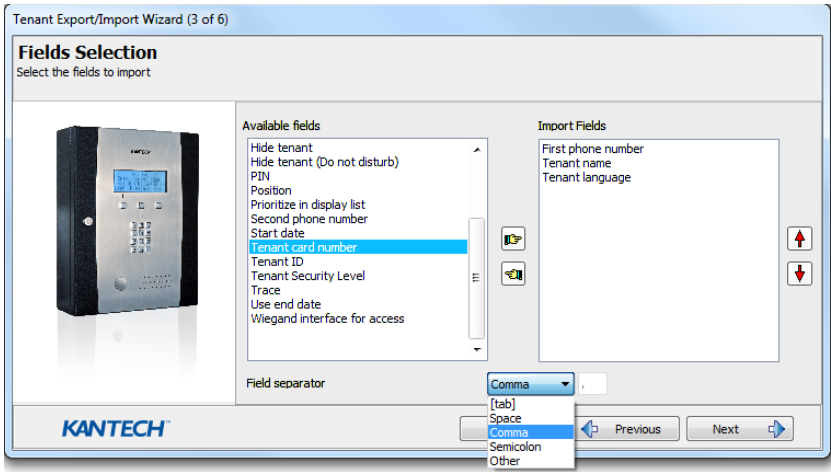 Tenant Export/Import Wizard (3 of 6)
Fields Selection
Select the fields to import
KANTECH
Available fields
Hide tenant
Hide tenant (Do not disturb)
PIN
Position
Prioritize in display list
Second phone number
Start date
Tenant card number
Tenant ID
Tenant Security Level
Trace
Use end date
Wiegand interface for access
Import Fields
First phone number
Tenant name
Tenant language
Field separator
Comma
,
[tab]
Space
Comma
Semicolon
Other
KANTECH
Previous
Next